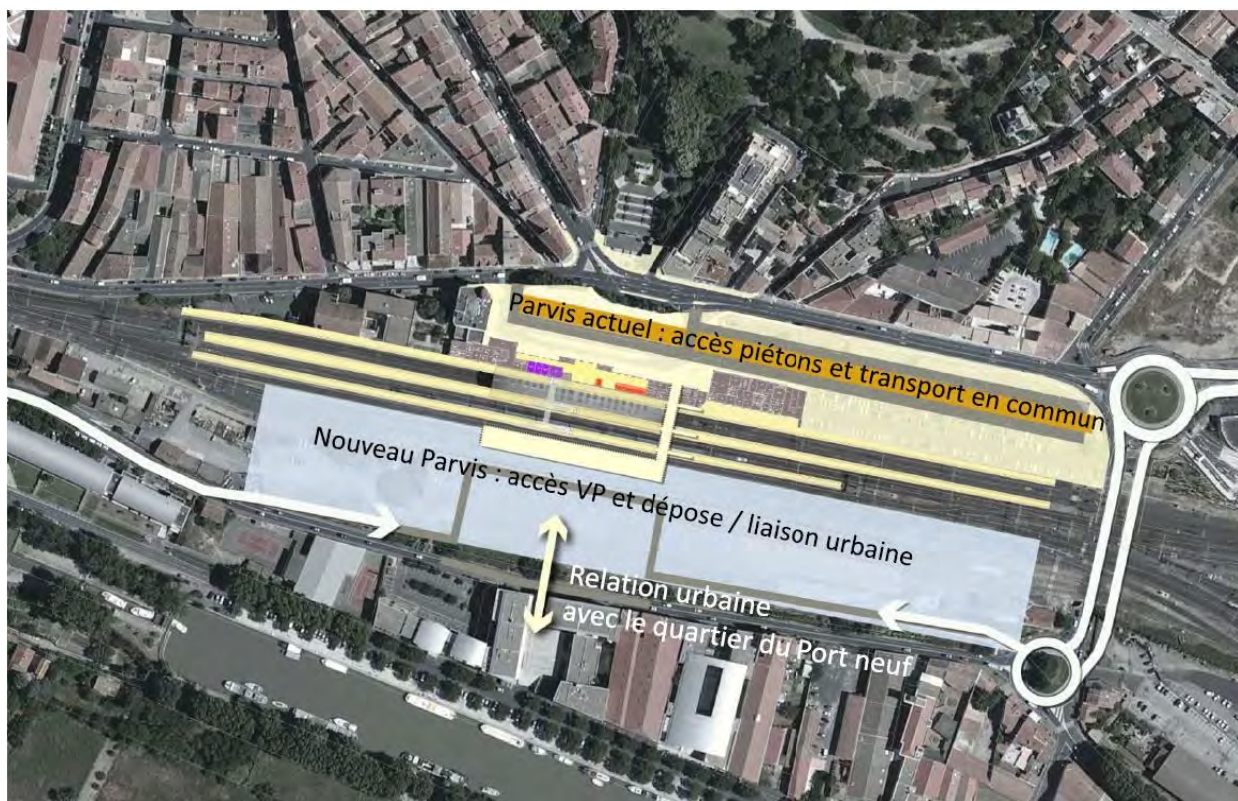 Parvis actuel : accès piétons et transport en commun
Nouveau Parvis : accès VP et dépose / liaison urbaine
Relation urbaine
avec le quartier du Port neuf